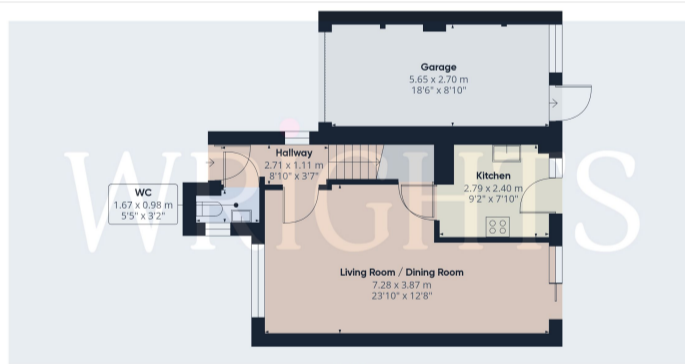 Garage
5.65 x 2.70 m
18'6" x 8'10"
Hallway
2.71 x 1.11 m
8'10" x 3'7"
Kitchen
2.79 x 2.40 m
9'2" x 7'10"
WC
1.67 x 0.98 m
5'5" x 3'2"
WRiGHTS
Living Room / Dining Room
7.28 x 3.87 m
23'10" x 12'8"